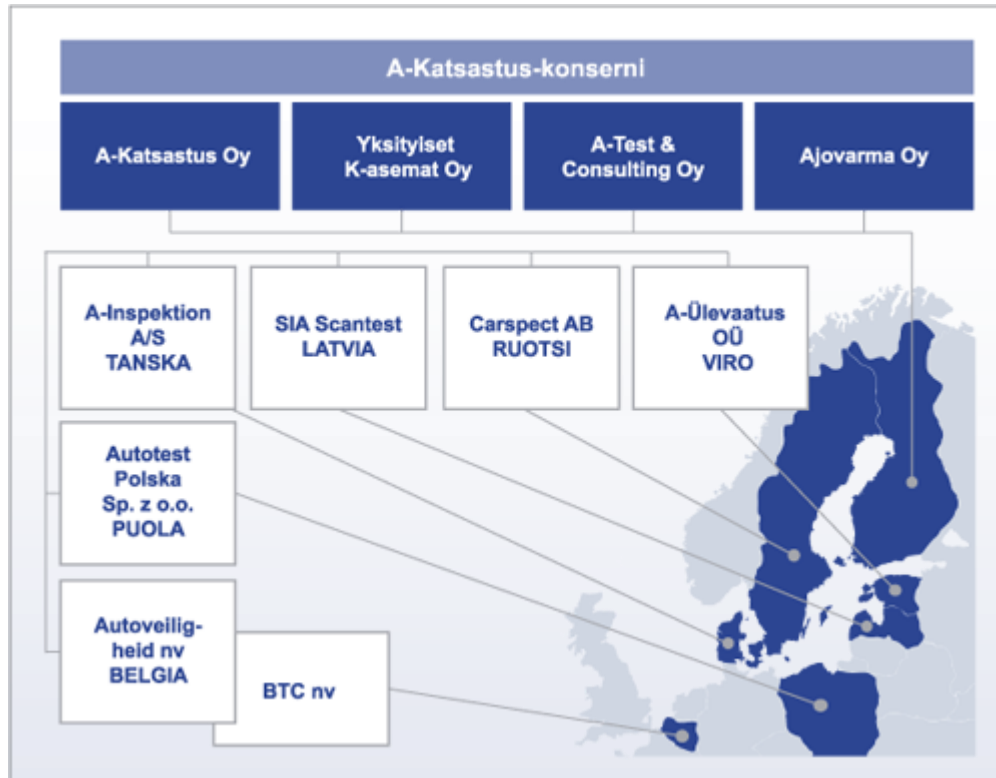 A-Katsastus-konserni
A-Katsastus Oy
Yksityiset
K-asemat Oy
A-Test &
Consulting Oy
Ajovarma Oy
A-Inspektion
A/S
TANSKA
SIA Scantest
LATVIA
Carspect AB
RUOTSI
A-Ülevaatus
OÜ
VIRO
Autotest
Polska
Sp. z o.o.
PUOLA
Autoveilig-
heid nv
BELGIA
BTC nv